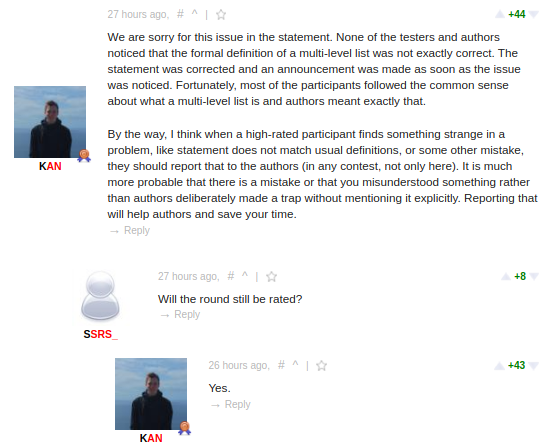 27 hours ago, # ^ | +44
We are sorry for this issue in the statement. None of the testers and authors
noticed that the formal definition of a multi-level list was not exactly correct. The
statement was corrected and an announcement was made as soon as the issue
was noticed. Fortunately, most of the participants followed the common sense
about what a multi-level list is and authors meant exactly that.
By the way, I think when a high-rated participant finds something strange in a
problem, like statement does not match usual definitions, or some other mistake,
they should report that to the authors (in any contest, not only here). It is much
more probable that there is a mistake or that you misunderstood something rather
than authors deliberately made a trap without mentioning it explicitly. Reporting that
will help authors and save your time.
→ Reply
KAN
27 hours ago, # ^ | +8
Will the round still be rated?
→ Reply
SSRS_
26 hours ago, # ^ | +43
Yes.
→ Reply
KAN